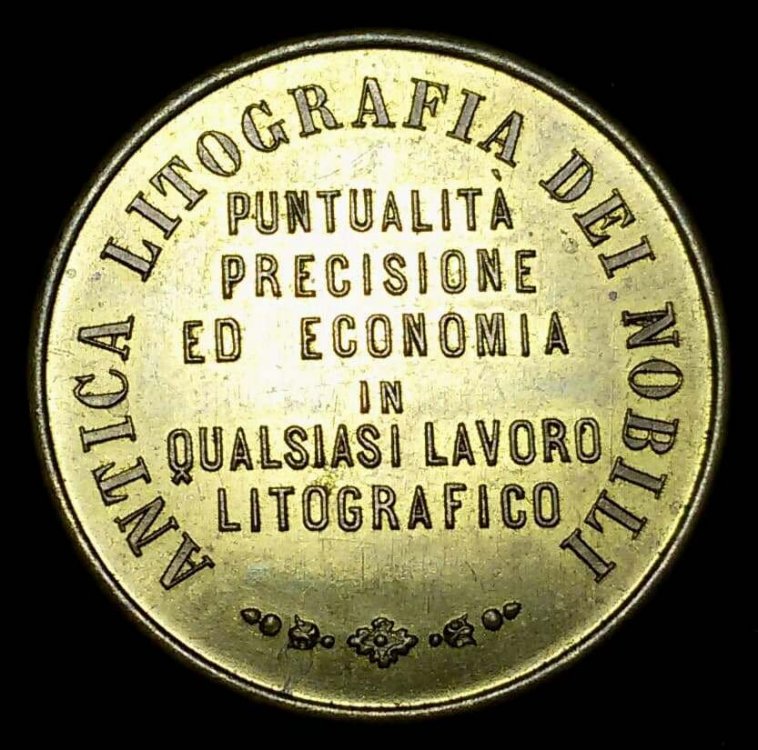 ANTICA LITOGRAFIA DEI NOBILI
PUNTUALITÀ
PRECISIONE
ED ECONOMIA
IN
QUALSIASI LAVORO
LITOGRAFICO